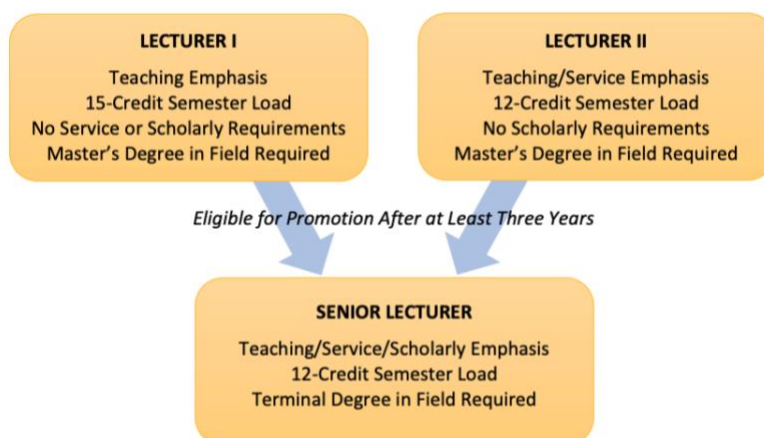 LECTURER I
Teaching Emphasis
15-Credit Semester Load
No Service or Scholarly Requirements
Master's Degree in Field Required
LECTURER II
Teaching/Service Emphasis
12-Credit Semester Load
No Scholarly Requirements
Master's Degree in Field Required
Eligible for Promotion After at Least Three Years
SENIOR LECTURER
Teaching/Service/Scholarly Emphasis
12-Credit Semester Load
Terminal Degree in Field Required